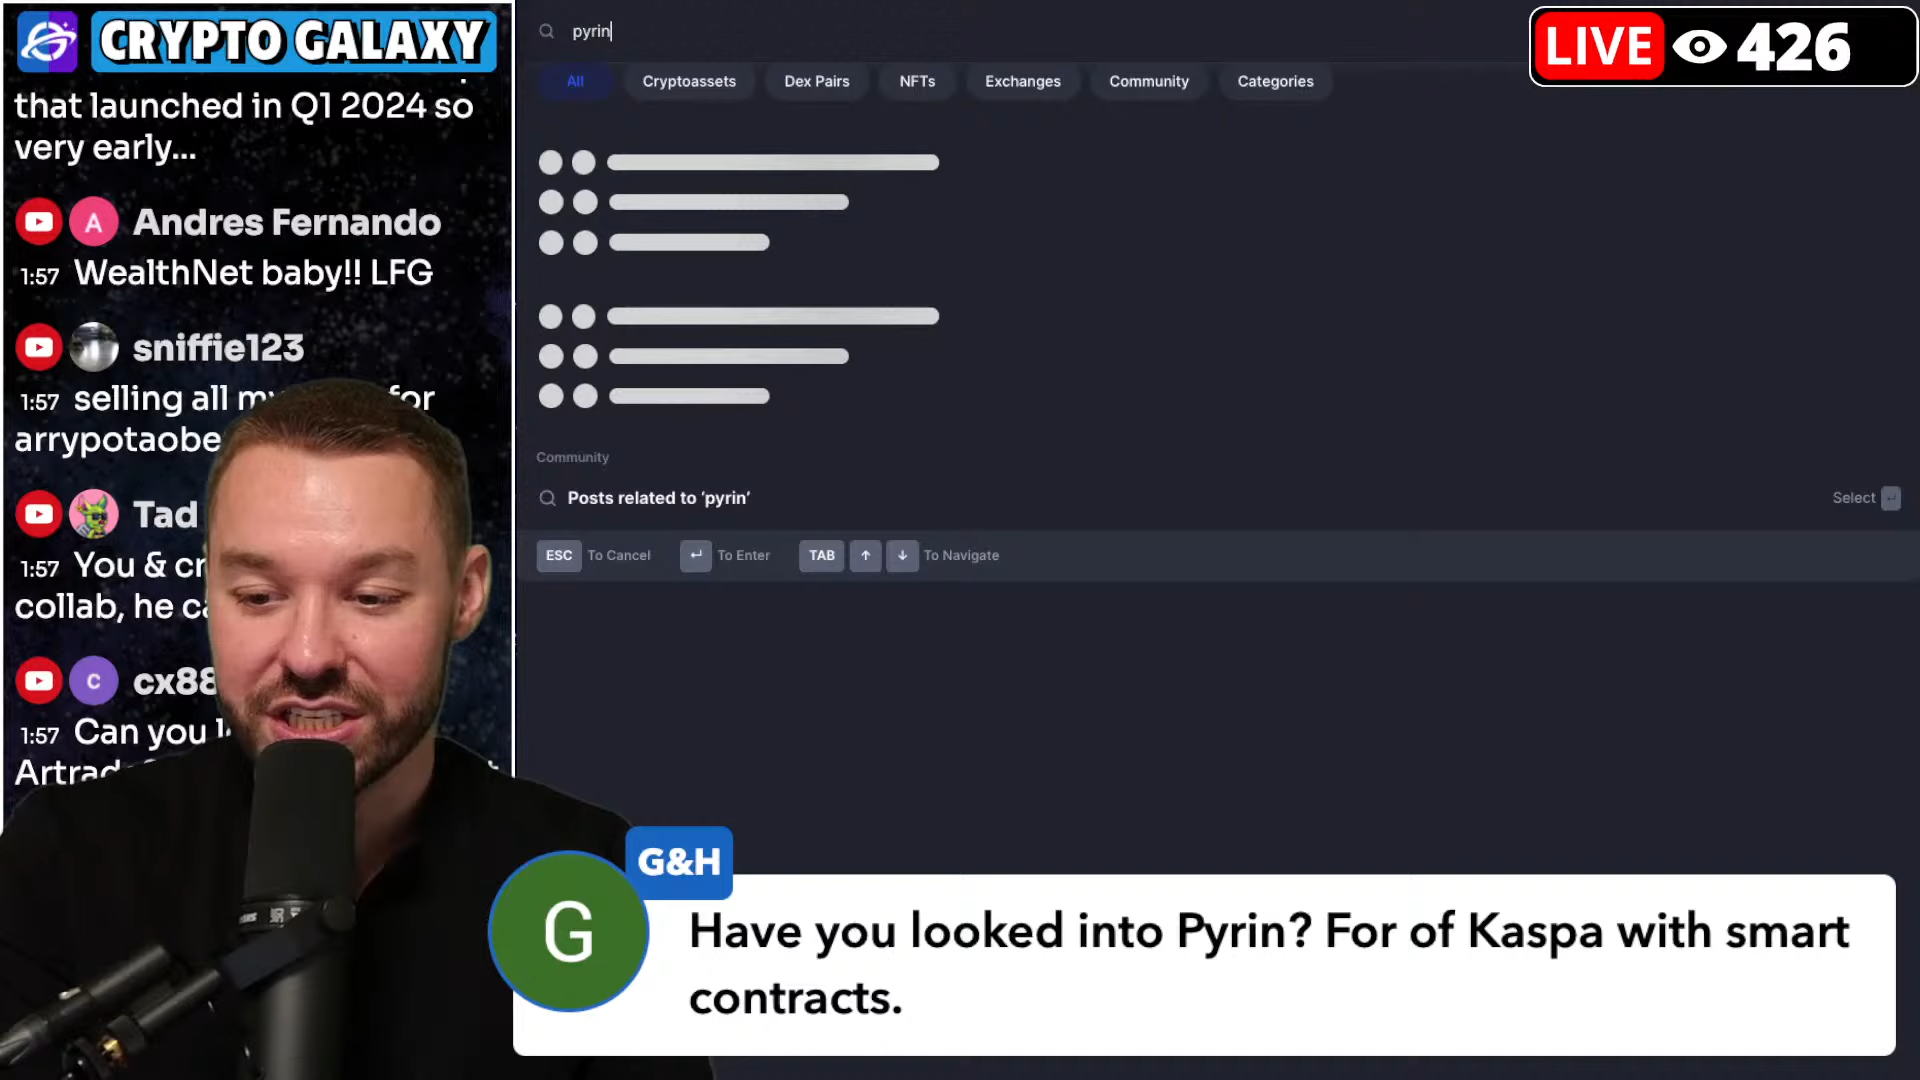 CRYPTO GALAXY
that launched in Q1 2024 so
very early...
A Andres Fernando
1:57 WealthNet baby!! LFG
sniffie123
1:57 selling all my for
arrypotaobe
Tad
1:57 You & cr
collab, he ca
c cx88
1:57 Can you l
Artrad
pyrin
LIVE 426
All Cryptoassets Dex Pairs NFTs Exchanges Community Categories
Community
Posts related to ‘pyrin’ Select
ESC To Cancel ↵ To Enter TAB ↑ ↓ To Navigate
G&H
G
Have you looked into Pyrin? For of Kaspa with smart
contracts.